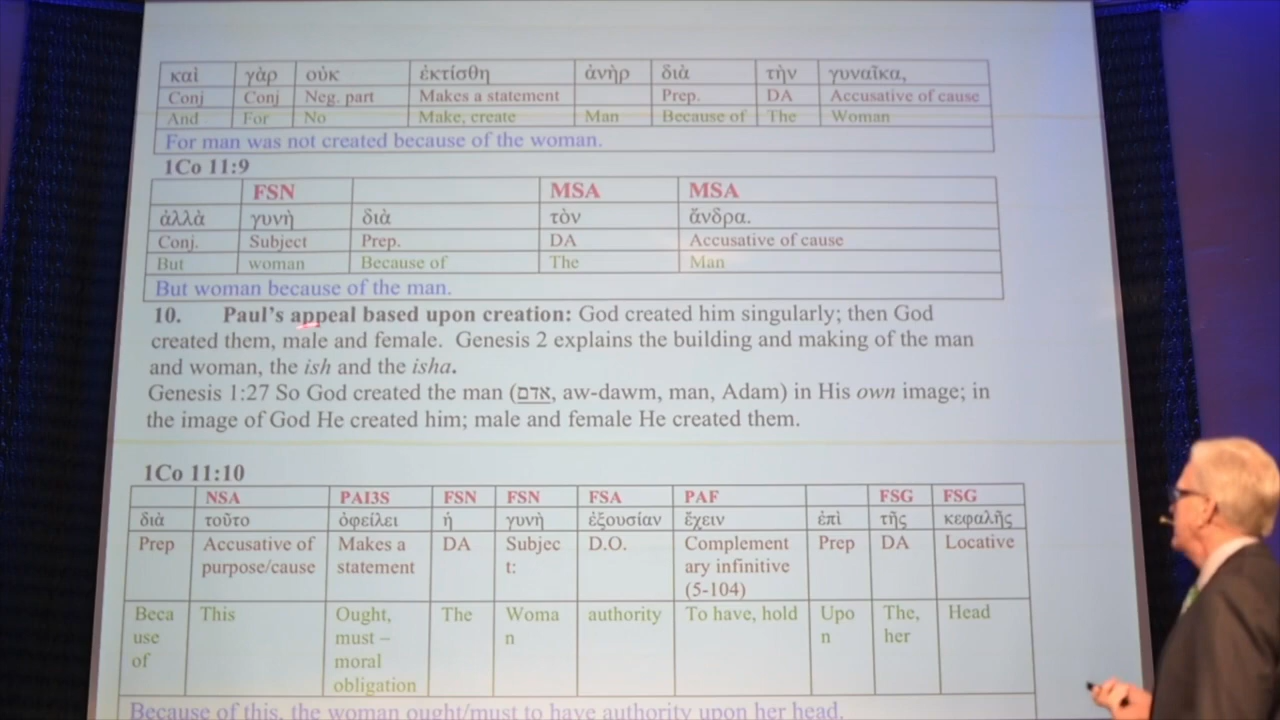 καὶ γὰρ οὐκ ἐκτίσθη ἀνὴρ διὰ τὴν γυναῖκα,
Conj Conj Neg. part Makes a statement Prep. DA Accusative of cause
And For No Make, create Man Because of The Woman
For man was not created because of the woman.
1Co 11:9
FSN MSA MSA
ἀλλὰ γυνὴ διὰ τὸν ἄνδρα.
Conj. Subject Prep. DA Accusative of cause
But woman Because of The Man
But woman because of the man.
10. Paul's appeal based upon creation: God created him singularly; then God
created them, male and female. Genesis 2 explains the building and making of the man
and woman, the ish and the isha.
Genesis 1:27 So God created the man (אדם, aw-dawm, man, Adam) in His own image; in
the image of God He created him; male and female He created them.
1Co 11:10
NSA PAI3S FSN FSN FSA PAF FSG FSG
διὰ τοῦτο ὀφείλει ἡ γυνὴ ἐξουσίαν ἔχειν ἐπὶ τῆς κεφαλῆς
Prep Accusative of Makes a DA Subjec D.O. Complement Prep DA Locative
purpose/cause statement t: ary infinitive
(5-104)
Beca This Ought, The Woma authority To have, hold Upo The, Head
use must – n n her
of moral
obligation
Because of this, the woman ought/must to have authority upon her head.